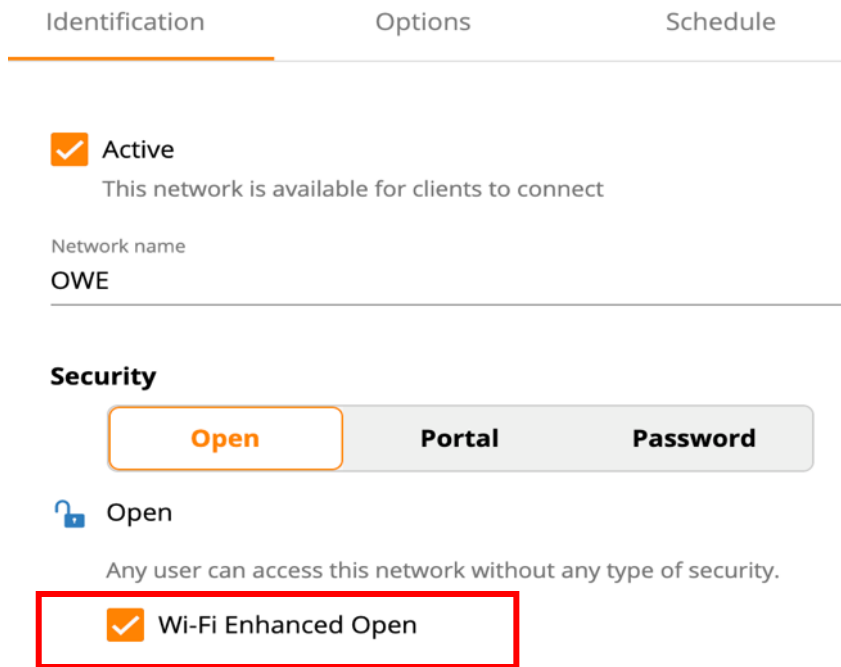 Identification Options Schedule
Active
This network is available for clients to connect
Network name
OWE
Security
Open Portal Password
Open
Any user can access this network without any type of security.
Wi-Fi Enhanced Open